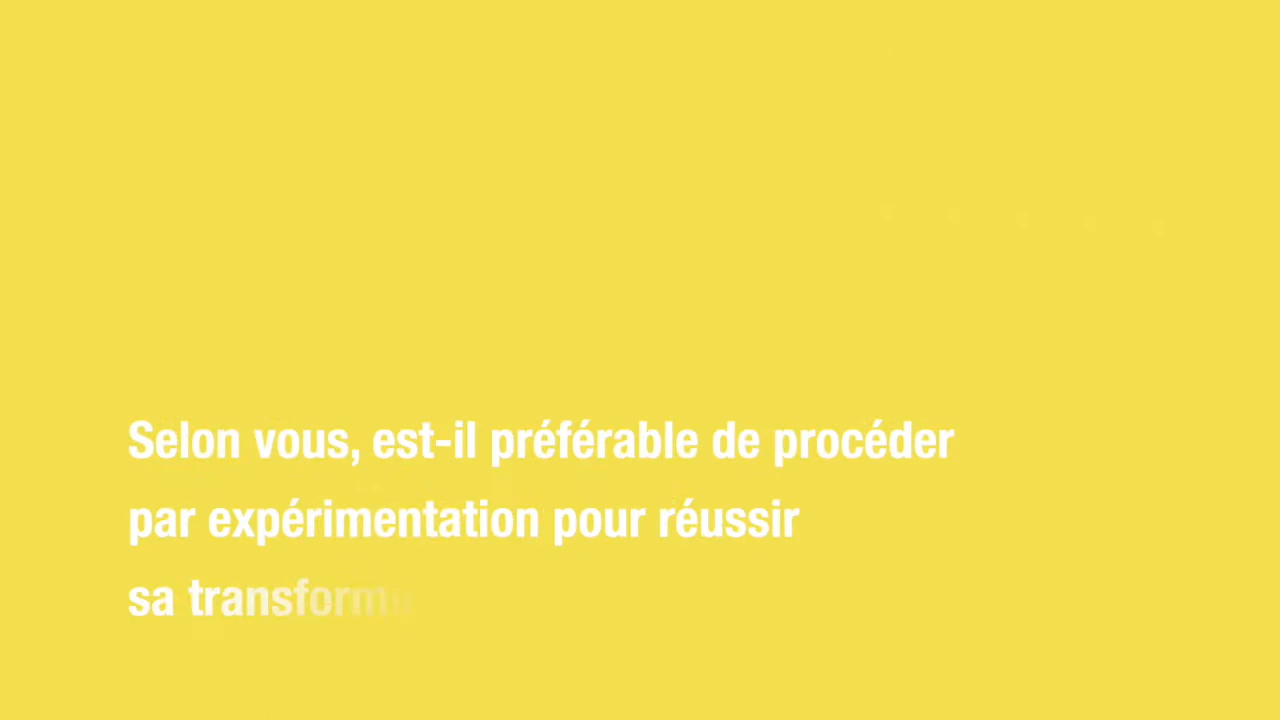 Selon vous, est-il préférable de procéder
par expérimentation pour réussir
sa transform